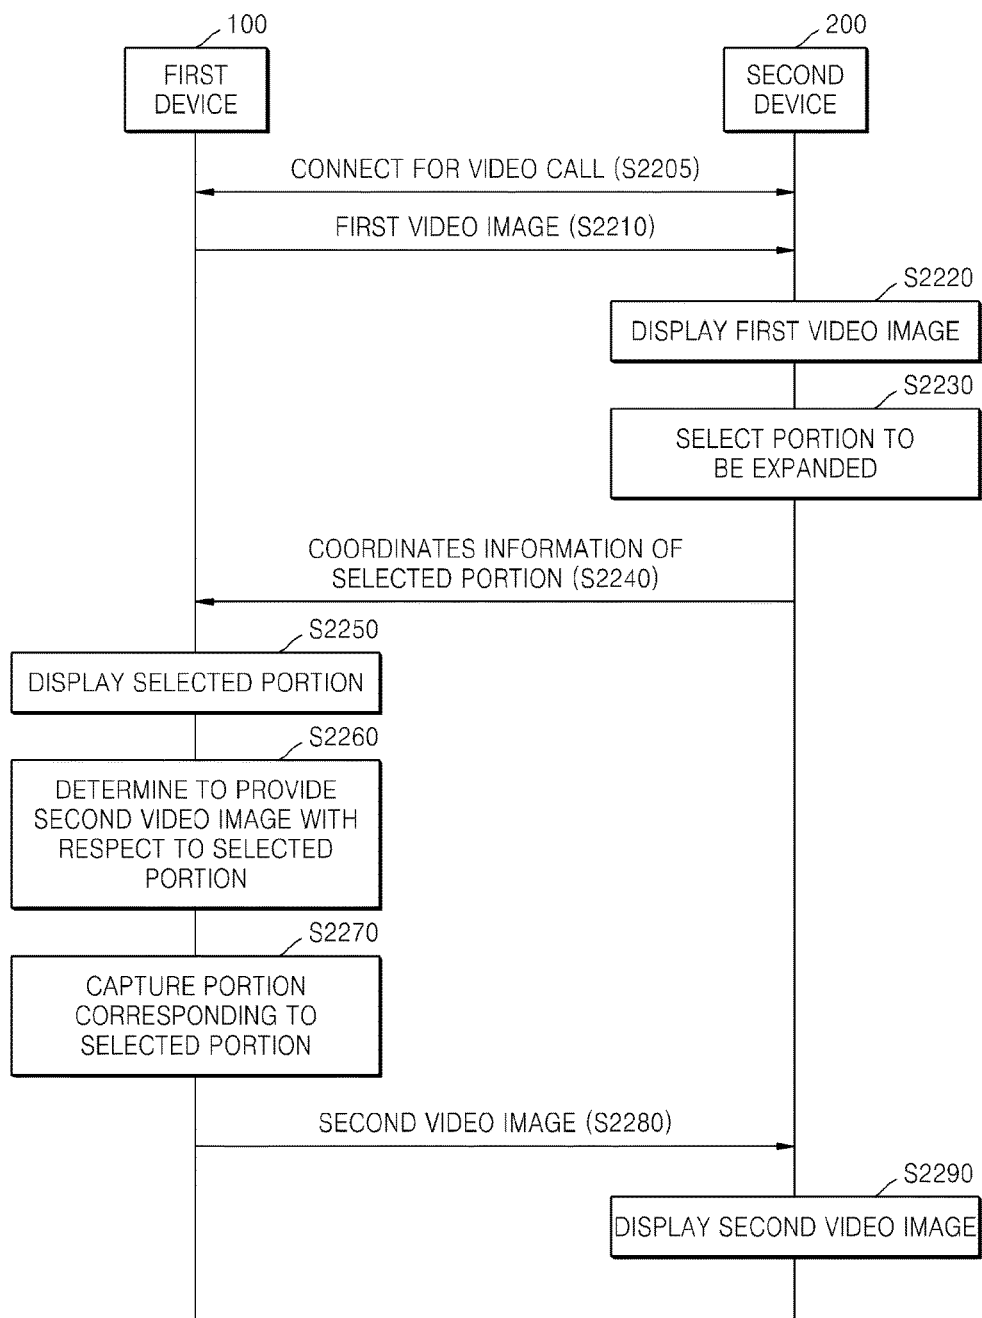 100
200
FIRST
DEVICE
SECOND
DEVICE
CONNECT FOR VIDEO CALL (S2205)
FIRST VIDEO IMAGE (S2210)
S2220
DISPLAY FIRST VIDEO IMAGE
S2230
SELECT PORTION TO
BE EXPANDED
COORDINATES INFORMATION OF
SELECTED PORTION (S2240)
S2250
DISPLAY SELECTED PORTION
S2260
DETERMINE TO PROVIDE
SECOND VIDEO IMAGE WITH
RESPECT TO SELECTED
PORTION
S2270
CAPTURE PORTION
CORRESPONDING TO
SELECTED PORTION
SECOND VIDEO IMAGE (S2280)
S2290
DISPLAY SECOND VIDEO IMAGE